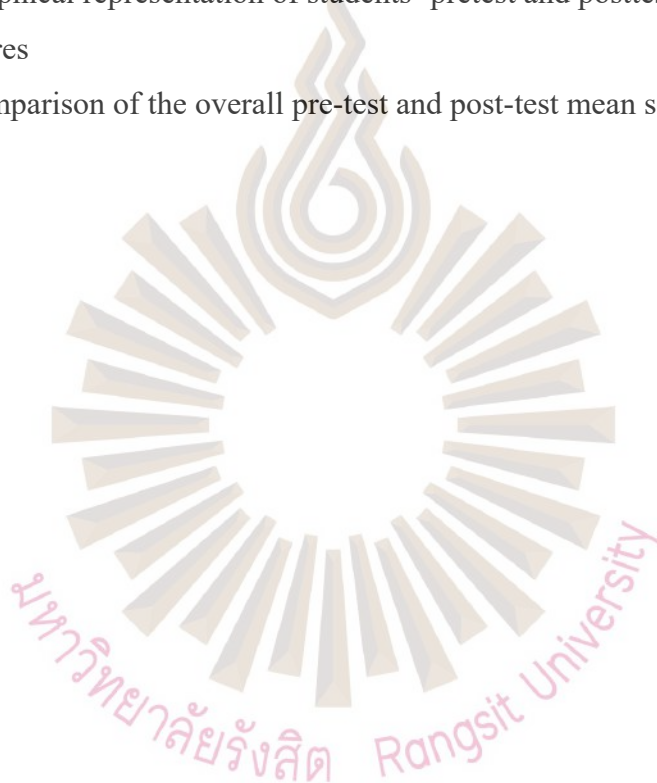 phical representation of students' pretest and posttes
res
mparison of the overall pre-test and post-test mean s
มหาวิทยาลัยรังสิต Rangsit University